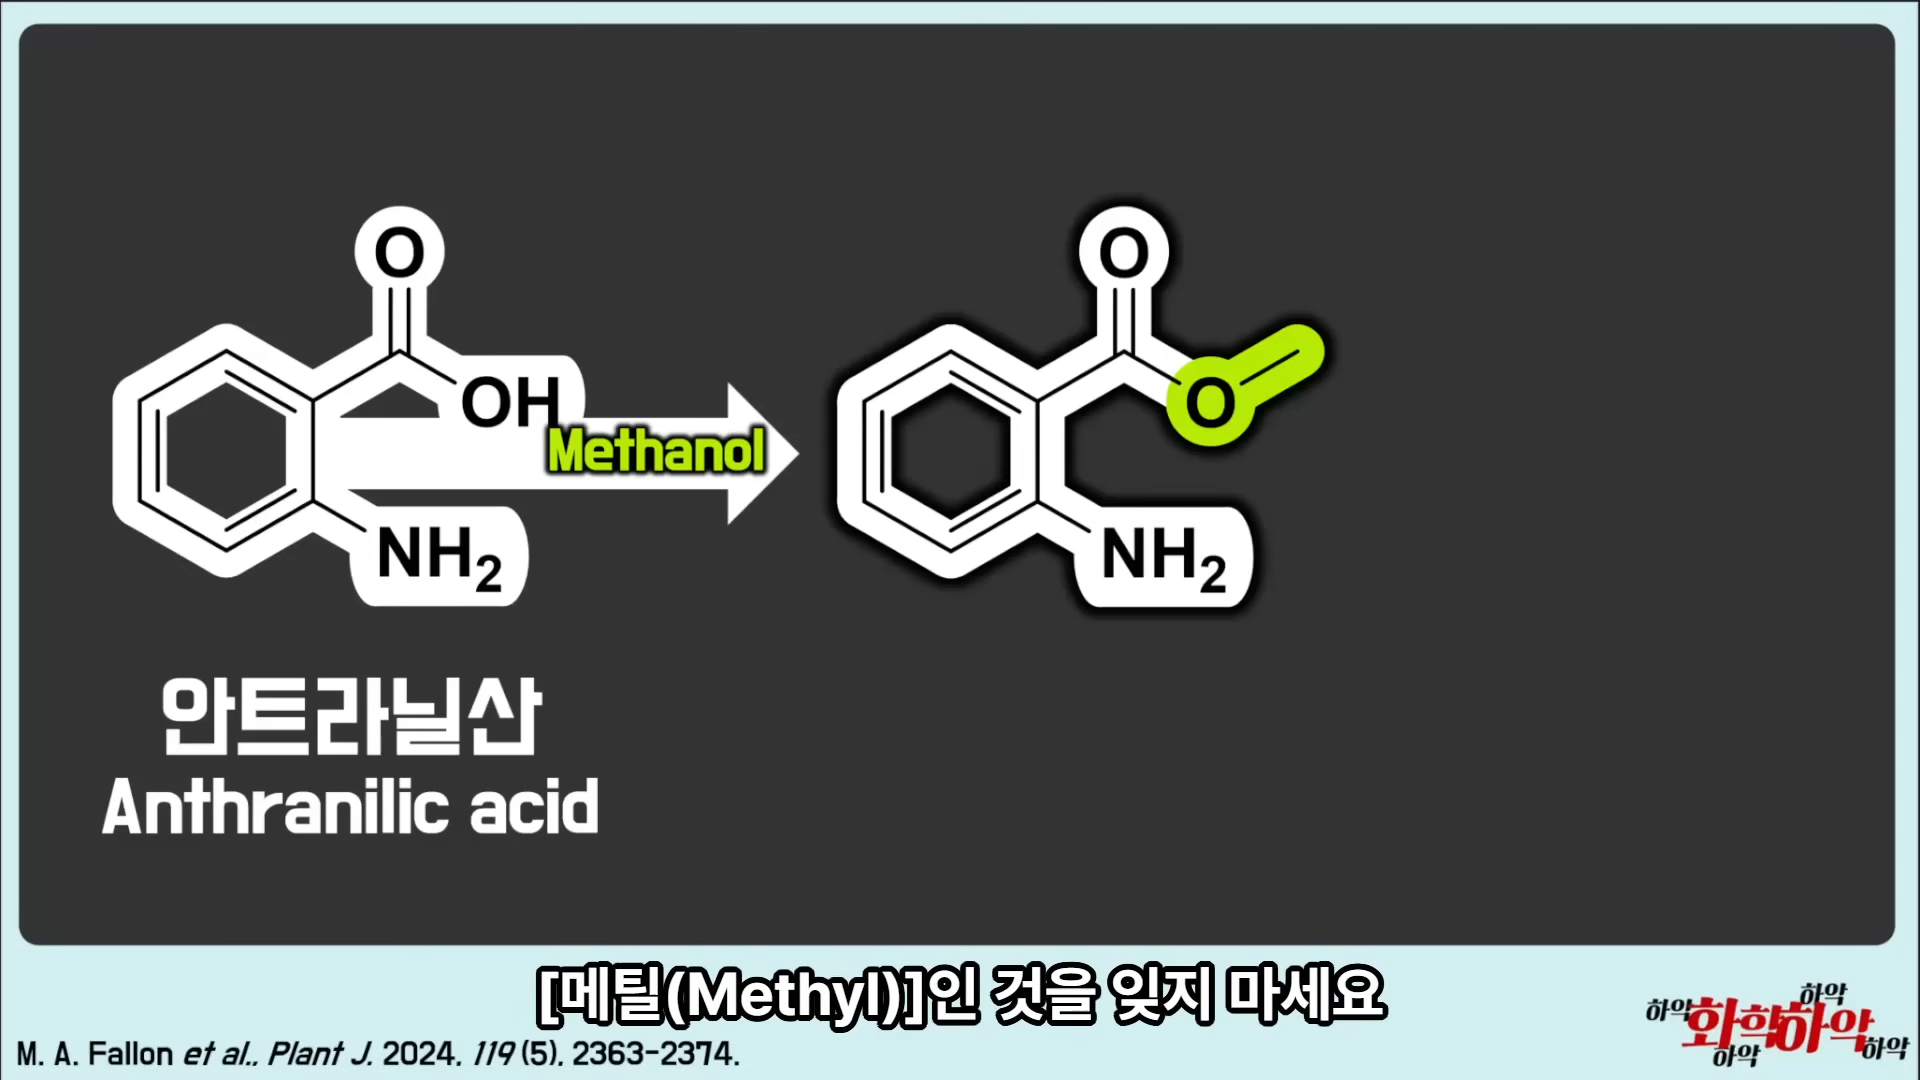 O
OH
NH2
Methanol
O
O
NH2
안트라닐산
Anthranilic acid
[메틸(Methyl)]인 것을 잊지 마세요
M. A. Fallon et al., Plant J. 2024, 119 (5), 2363-2374.
하악
하악
화학하악
하악
하악